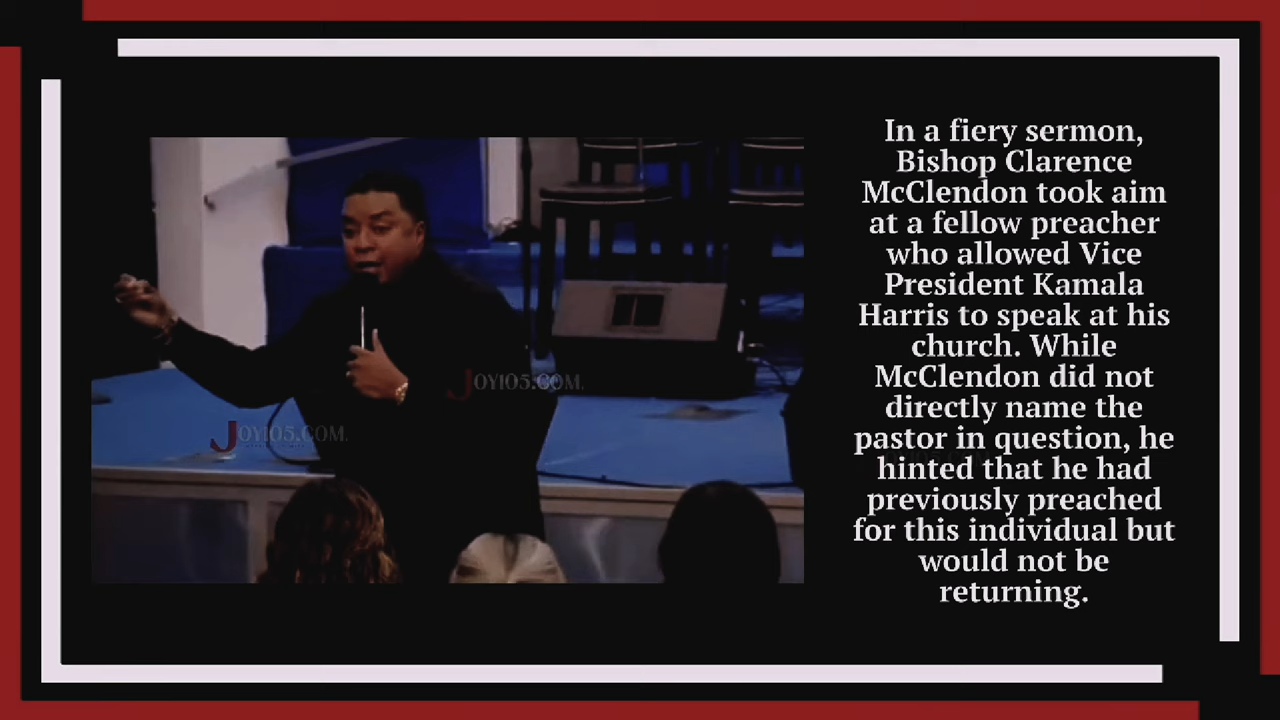 In a fiery sermon,
Bishop Clarence
McClendon took aim
at a fellow preacher
who allowed Vice
President Kamala
Harris to speak at his
church. While
McClendon did not
directly name the
pastor in question, he
hinted that he had
previously preached
for this individual but
would not be
returning.
JOY105.COM.
JOY105.COM.